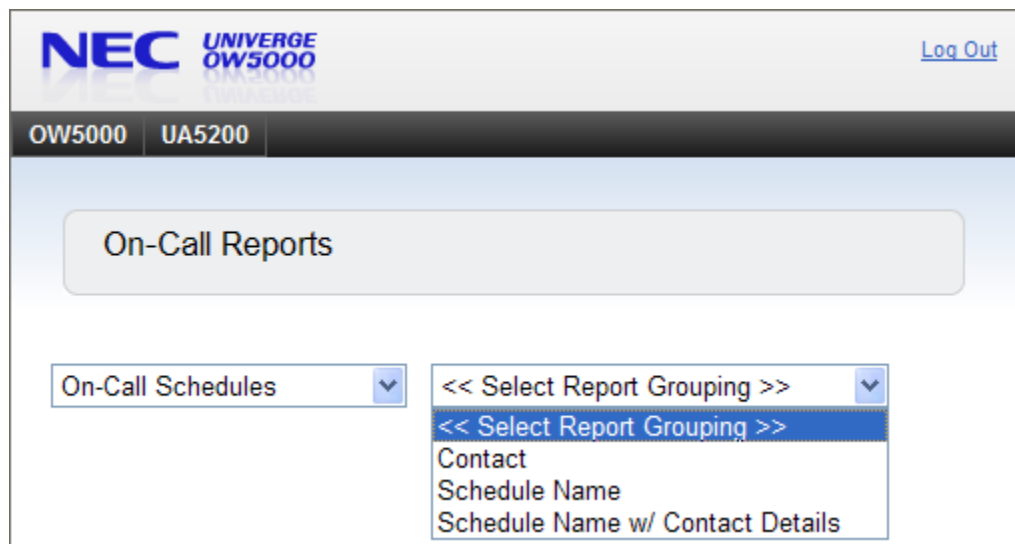 NEC UNIVERGE OW5000
Log Out
OW5000 UA5200
On-Call Reports
On-Call Schedules << Select Report Grouping >>
<< Select Report Grouping >>
Contact
Schedule Name
Schedule Name w/ Contact Details